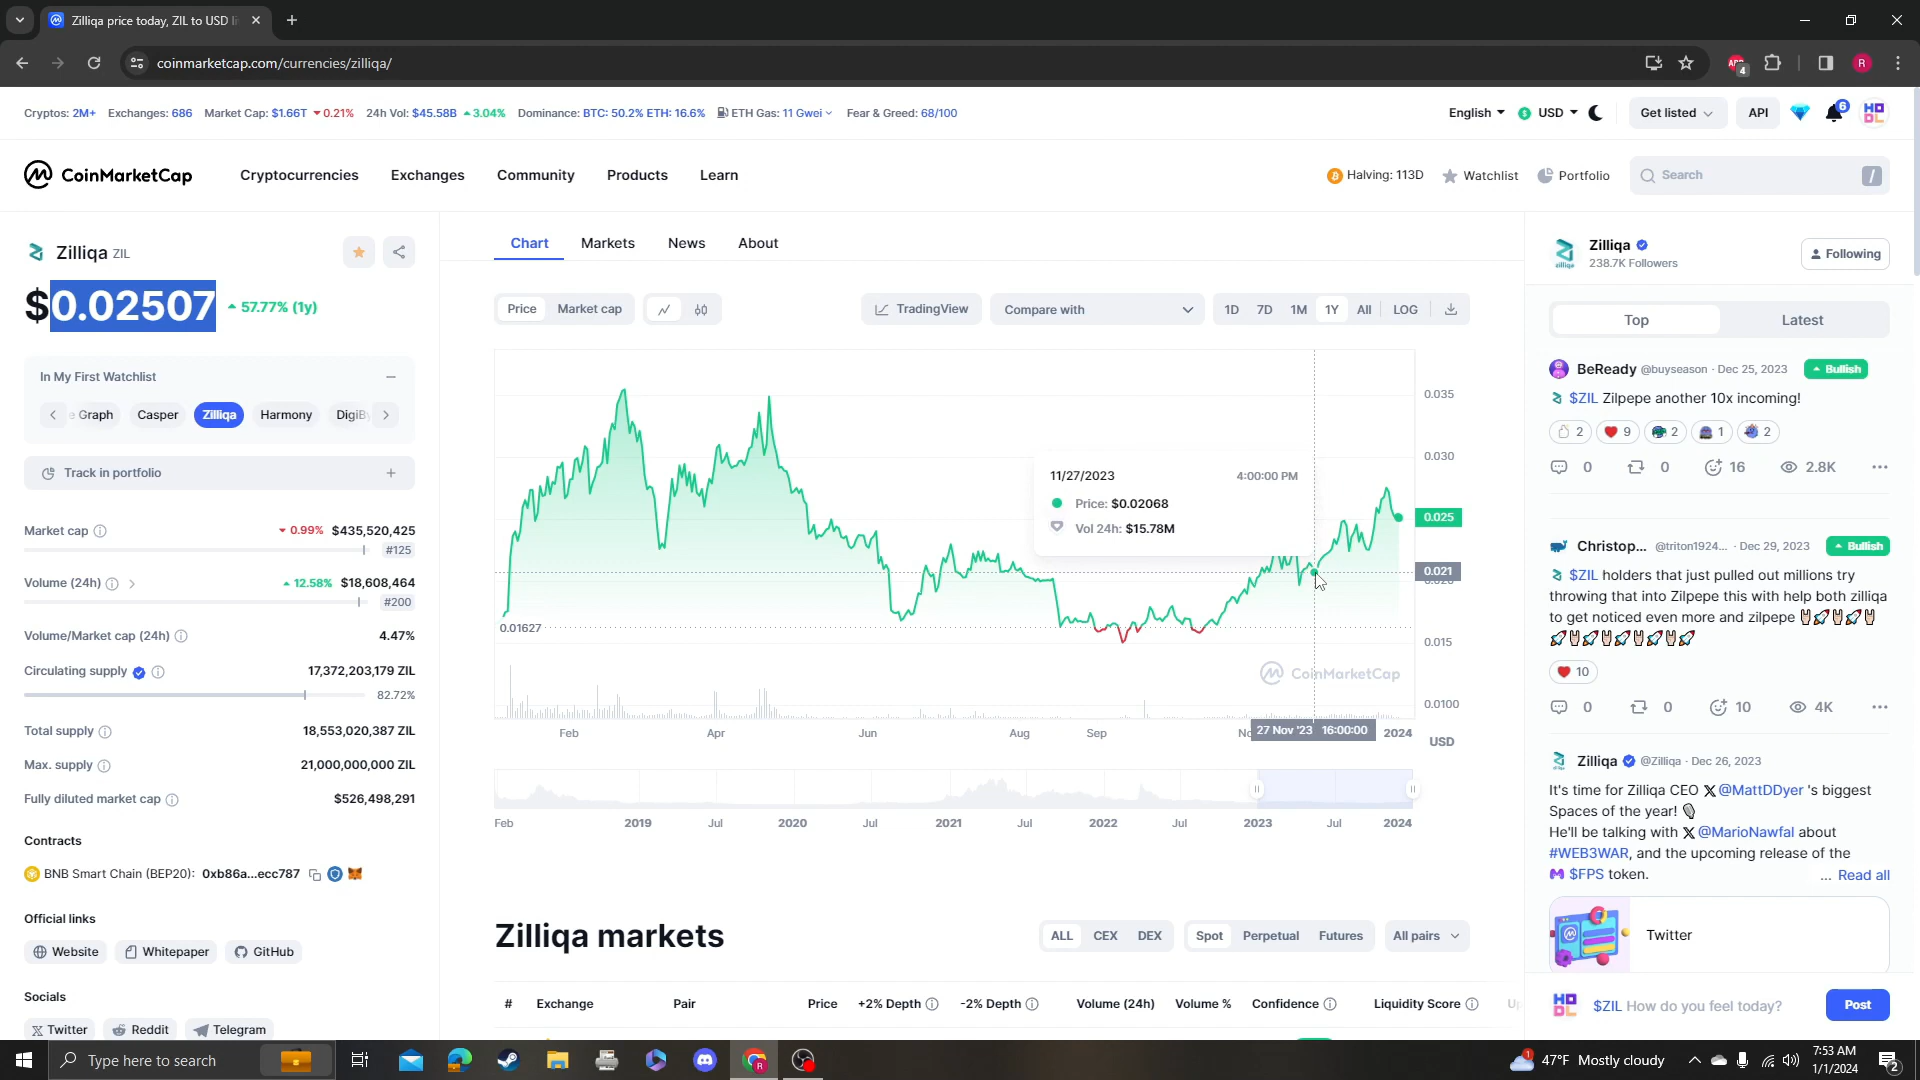 Zilliqa price today, ZIL to USD li
coinmarketcap.com/currencies/zilliqa/
4
R
Cryptos: 2M+ Exchanges: 686 Market Cap: $1.66T 0.21% 24h Vol: $45.58B 3.04% Dominance: BTC: 50.2% ETH: 16.6% ETH Gas: 11 Gwei Fear & Greed: 68/100
English USD Get listed API 6
CoinMarketCap Cryptocurrencies Exchanges Community Products Learn
Halving: 113D Watchlist Portfolio Search /
Zilliqa ZIL
$0.02507 57.77% (1y)
In My First Watchlist
e Graph Casper Zilliqa Harmony DigiB
Track in portfolio
Market cap 0.99% $435,520,425
#125
Volume (24h) 12.58% $18,608,464
#200
Volume/Market cap (24h) 4.47%
Circulating supply 17,372,203,179 ZIL
82.72%
Total supply 18,553,020,387 ZIL
Max. supply 21,000,000,000 ZIL
Fully diluted market cap $526,498,291
Contracts
BNB Smart Chain (BEP20): 0xb86a...ecc787
Official links
Website Whitepaper GitHub
Socials
Twitter Reddit Telegram
Chart Markets News About
Price Market cap TradingView Compare with 1D 7D 1M 1Y All LOG
0.035
0.030
11/27/2023 4:00:00 PM
Price: $0.02068
Vol 24h: $15.78M
0.025
0.021
0.01627
0.015
CoinMarketCap
0.0100
Feb Apr Jun Aug Sep No 27 Nov '23 16:00:00 2024
USD
Feb 2019 Jul 2020 Jul 2021 Jul 2022 Jul 2023 Jul 2024
Zilliqa markets
ALL CEX DEX Spot Perpetual Futures All pairs
# Exchange Pair Price +2% Depth -2% Depth Volume (24h) Volume % Confidence Liquidity Score
Zilliqa
238.7K Followers
Following
Top Latest
BeReady @buyseason · Dec 25, 2023 Bullish
$ZIL Zilpepe another 10x incoming!
2 9 2 1 2
0 0 16 2.8K
Christop... @triton1924... · Dec 29, 2023 Bullish
$ZIL holders that just pulled out millions try
throwing that into Zilpepe this with help both zilliqa
to get noticed even more and zilpepe
10
0 0 10 4K
Zilliqa @Zilliqa · Dec 26, 2023
It's time for Zilliqa CEO X @MattDDyer 's biggest
Spaces of the year!
He'll be talking with X @MarioNawfal about
#WEB3WAR, and the upcoming release of the
$FPS token. ... Read all
Twitter
HODL $ZIL How do you feel today? Post
Type here to search
47°F Mostly cloudy
7:53 AM
1/1/2024
2